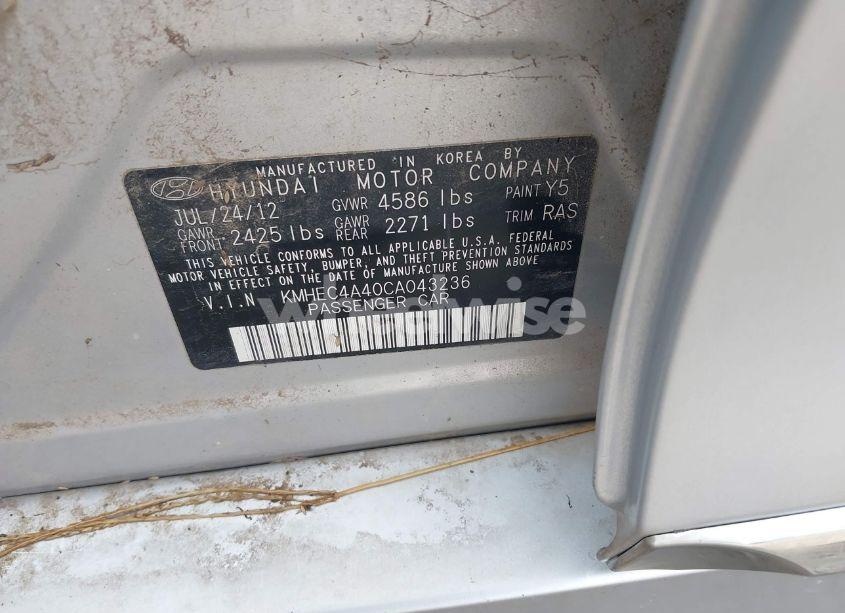 MANUFACTURED IN KOREA BY
HYUNDAI MOTOR COMPANY
JUL/24/12 GVWR 4586 lbs PAINT Y5
GAWR FRONT 2425 lbs GAWR REAR 2271 lbs TRIM RAS
THIS VEHICLE CONFORMS TO ALL APPLICABLE U.S.A. FEDERAL
MOTOR VEHICLE SAFETY, BUMPER, AND THEFT PREVENTION STANDARDS
IN EFFECT ON THE DATE OF MANUFACTURE SHOWN ABOVE
V.I.N KMHEC4A40CA043236
PASSENGER CAR
wheelwise